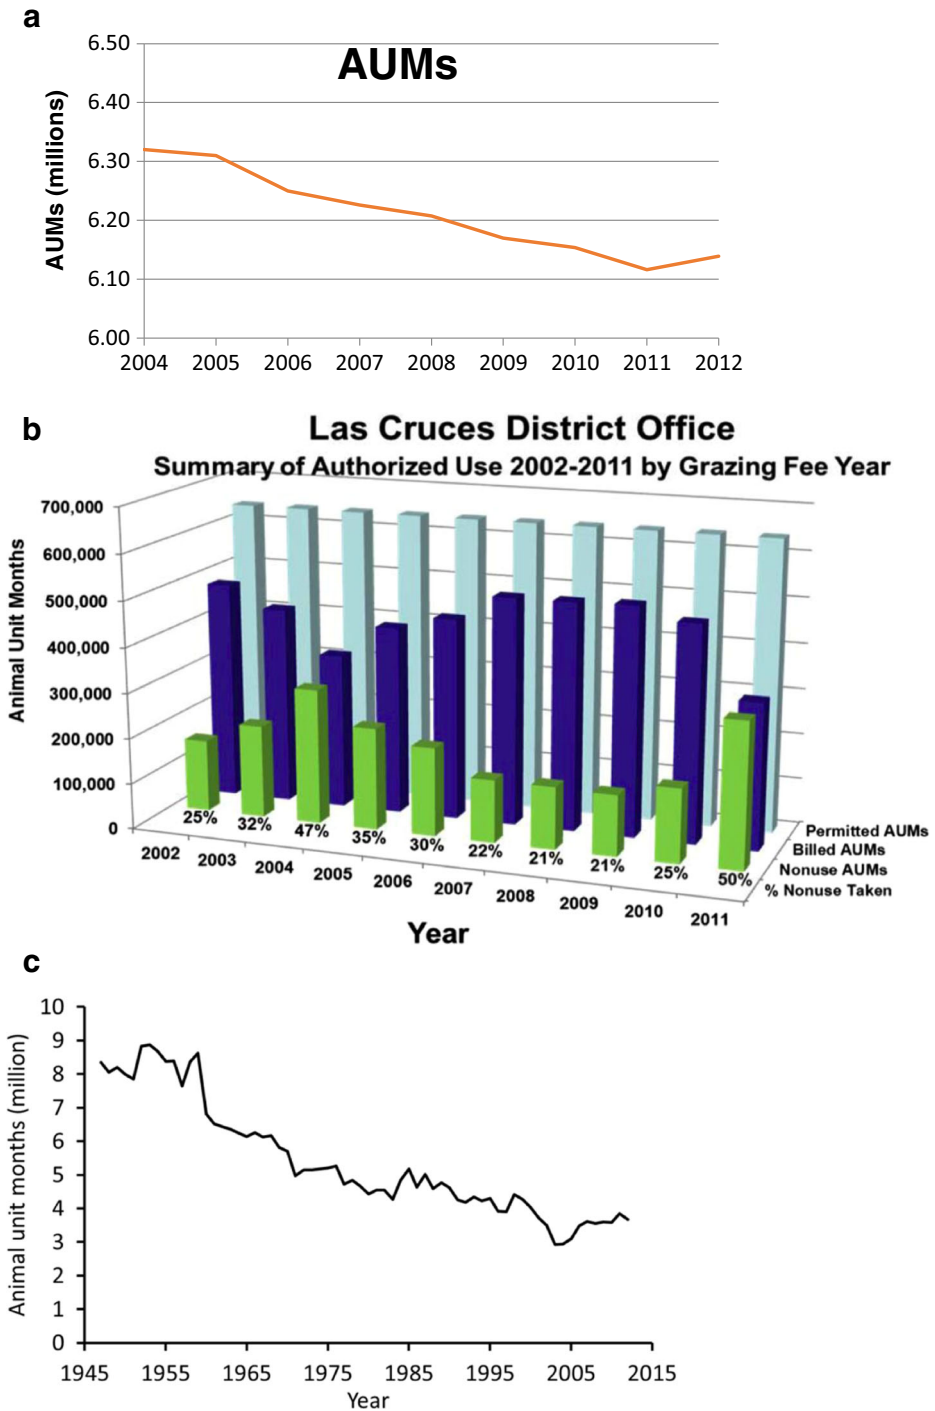 a
AUMs
AUMs (millions)
6.50
6.40
6.30
6.20
6.10
6.00
2004 2005 2006 2007 2008 2009 2010 2011 2012
b
Las Cruces District Office
Summary of Authorized Use 2002-2011 by Grazing Fee Year
Animal Unit Months
700,000
600,000
500,000
400,000
300,000
200,000
100,000
0
25% 32% 47% 35% 30% 22% 21% 21% 25% 50%
2002 2003 2004 2005 2006 2007 2008 2009 2010 2011
Permitted AUMs
Billed AUMs
Nonuse AUMs
% Nonuse Taken
Year
c
Animal unit months (million)
10
9
8
7
6
5
4
3
2
1
0
1945 1955 1965 1975 1985 1995 2005 2015
Year